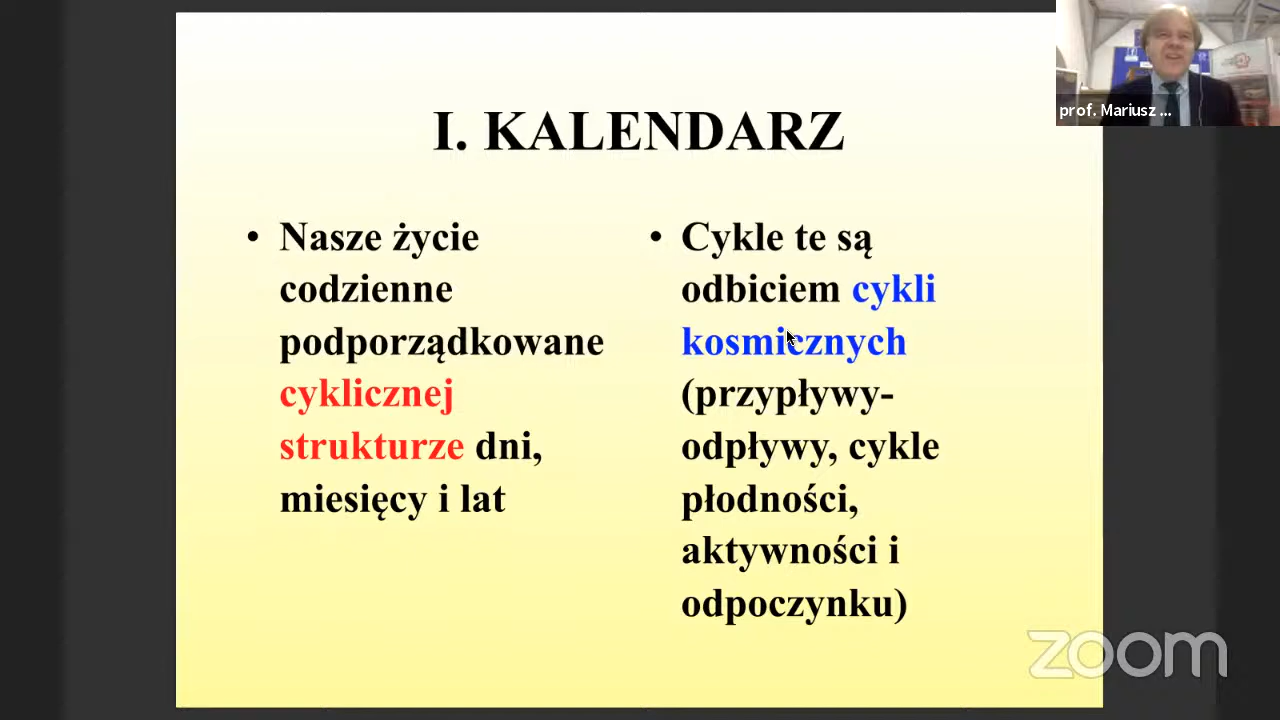 I. KALENDARZ
• Nasze życie
codzienne
podporządkowane
cyklicznej
strukturze dni,
miesięcy i lat
• Cykle te są
odbiciem cykli
kosmicznych
(przypływy-
odpływy, cykle
płodności,
aktywności i
odpoczynku)
prof. Mariusz ...
zoom